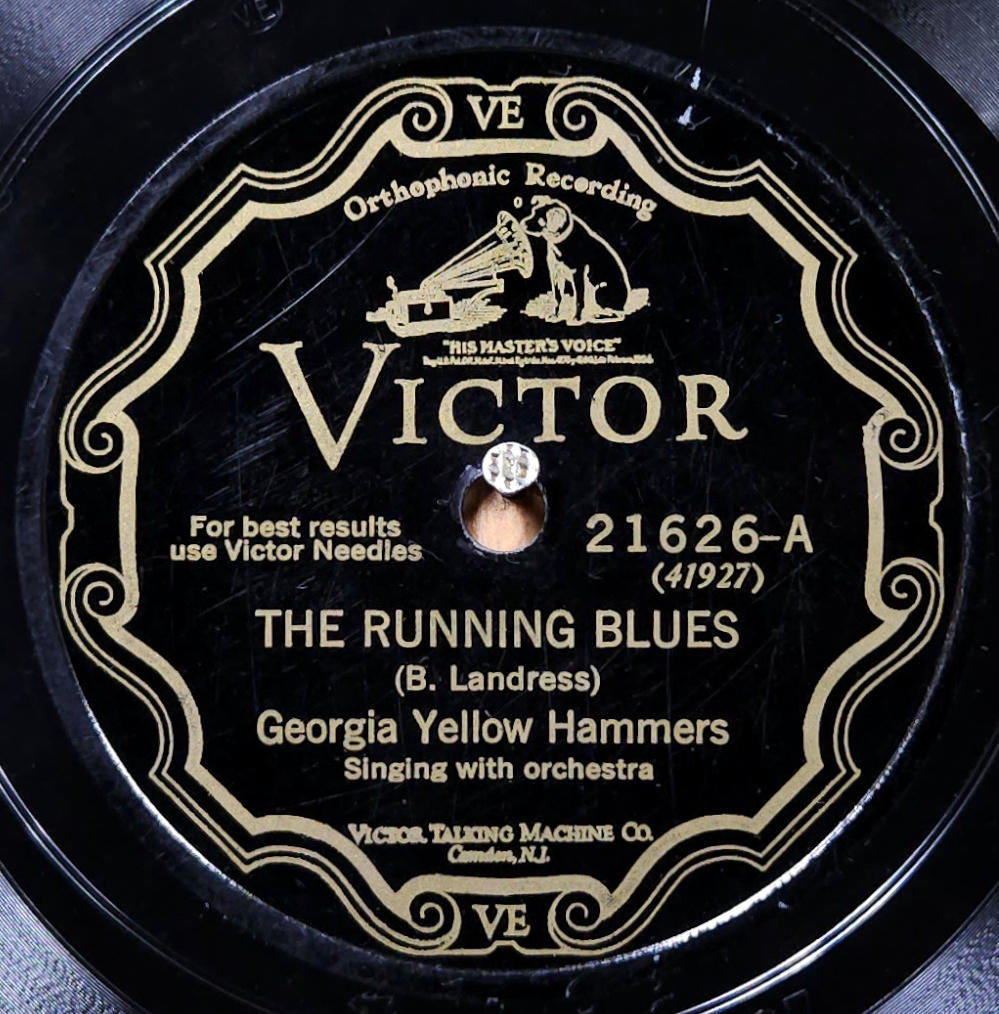 VE
VE
Orthophonic Recording
"HIS MASTER'S VOICE"
VICTOR
For best results
use Victor Needles
21626-A
(41927)
THE RUNNING BLUES
(B. Landress)
Georgia Yellow Hammers
Singing with orchestra
VICTOR TALKING MACHINE CO.
Camden, N.J.
VE